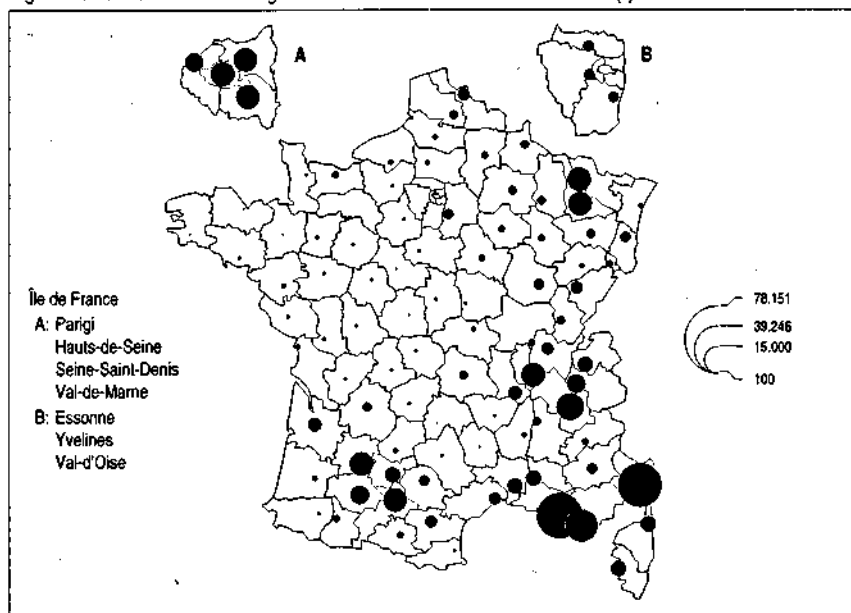 A
B
Île de France
A: Parigi
Hauts-de-Seine
Seine-Saint-Denis
Val-de-Marne
B: Essonne
Yvelines
Val-d'Oise
78.151
39.246
15.000
100